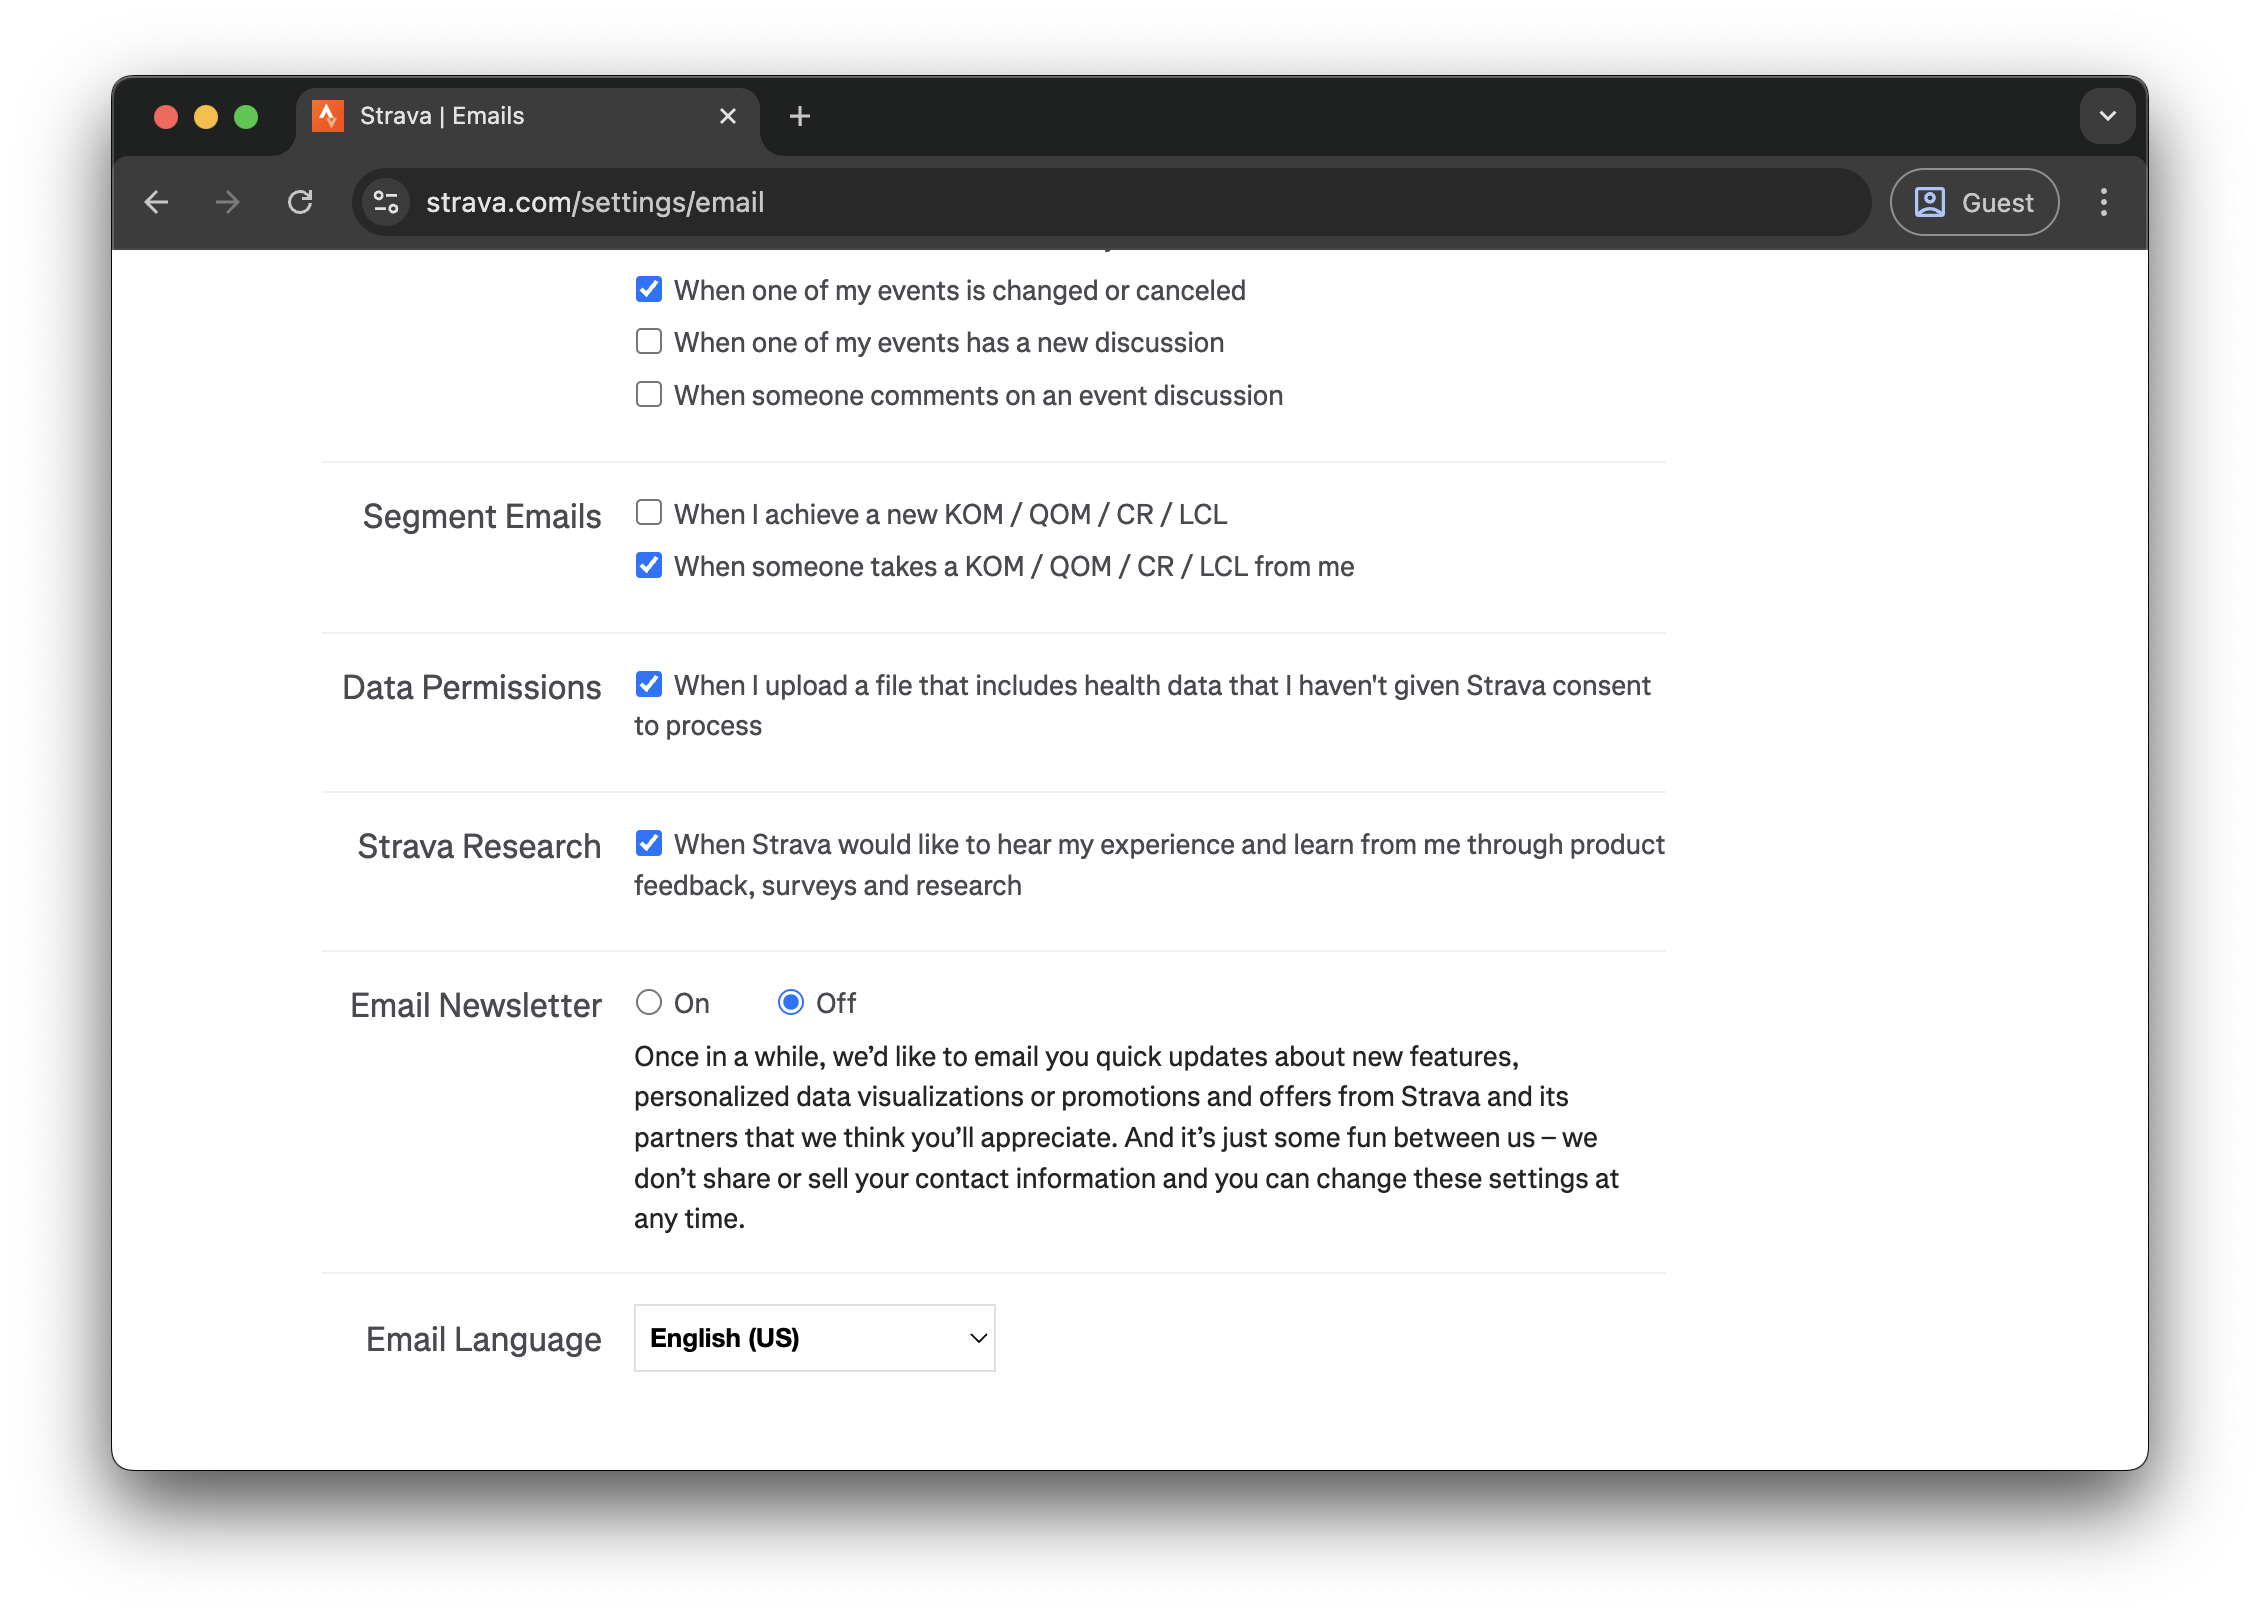 Strava | Emails
strava.com/settings/email
Guest
When one of my events is changed or canceled
When one of my events has a new discussion
When someone comments on an event discussion
Segment Emails
When I achieve a new KOM / QOM / CR / LCL
When someone takes a KOM / QOM / CR / LCL from me
Data Permissions
When I upload a file that includes health data that I haven't given Strava consent
to process
Strava Research
When Strava would like to hear my experience and learn from me through product
feedback, surveys and research
Email Newsletter
On
Off
Once in a while, we’d like to email you quick updates about new features,
personalized data visualizations or promotions and offers from Strava and its
partners that we think you’ll appreciate. And it’s just some fun between us – we
don’t share or sell your contact information and you can change these settings at
any time.
Email Language
English (US)